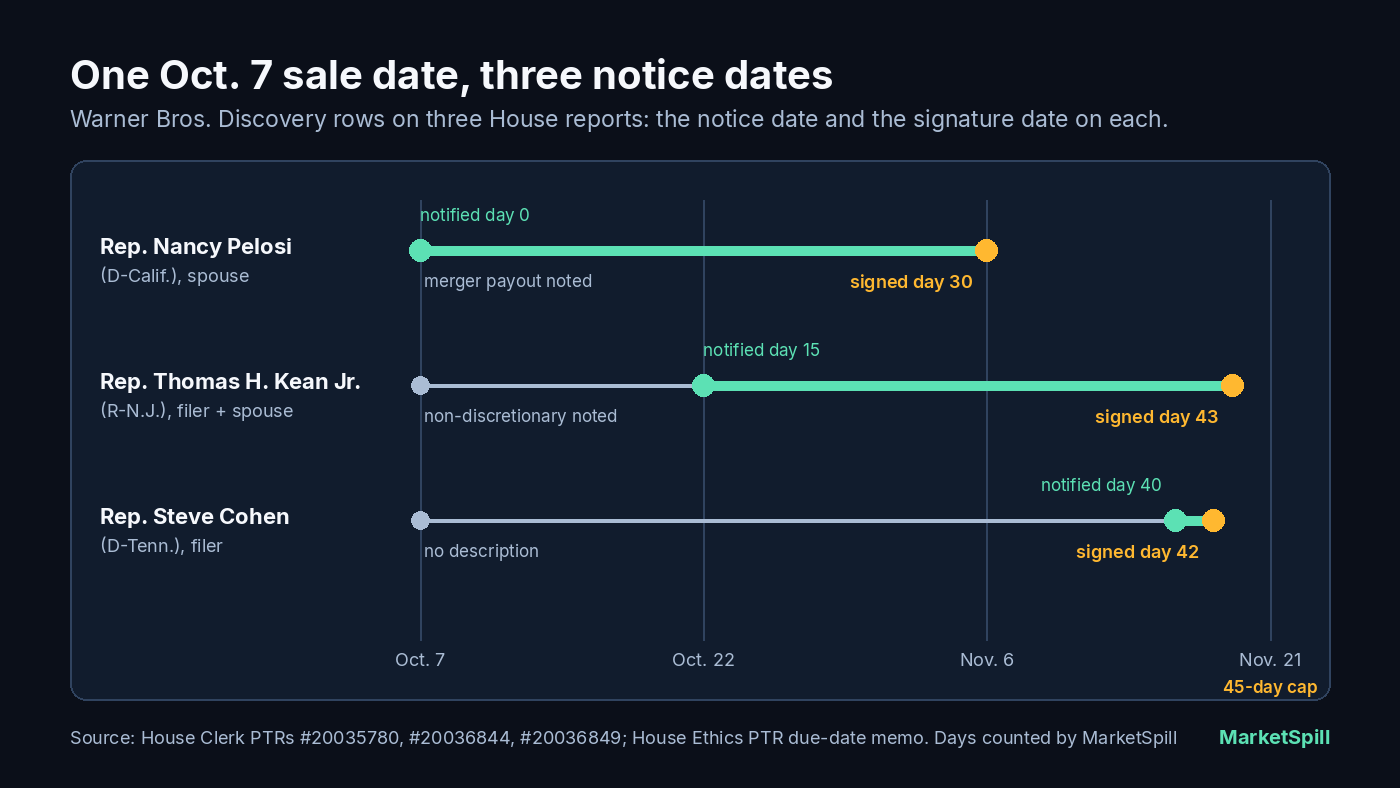 One Oct. 7 sale date, three notice dates
Warner Bros. Discovery rows on three House reports: the notice date and the signature date on each.
notified day 0
Rep. Nancy Pelosi
(D-Calif.), spouse
merger payout noted
signed day 30
notified day 15
Rep. Thomas H. Kean Jr.
(R-N.J.), filer + spouse
non-discretionary noted
signed day 43
notified day 40
Rep. Steve Cohen
(D-Tenn.), filer
no description
signed day 42
Oct. 7
Oct. 22
Nov. 6
Nov. 21
45-day cap
Source: House Clerk PTRs #20035780, #20036844, #20036849; House Ethics PTR due-date memo. Days counted by MarketSpill
MarketSpill